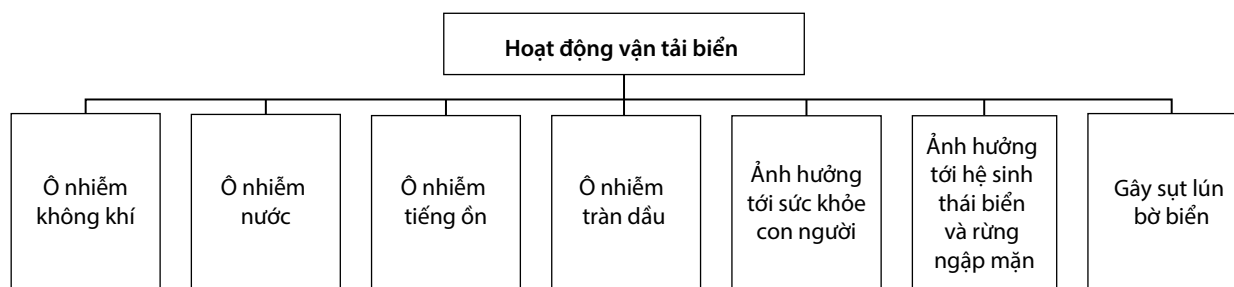 Hoạt động vận tải biển
Ô nhiễm
không khí
Ô nhiễm
nước
Ô nhiễm
tiếng ồn
Ô nhiễm
tràn dầu
Ảnh hưởng
tới sức khỏe
con người
Ảnh hưởng
tới hệ sinh
thái biển
và rừng
ngập mặn
Gây sụt lún
bờ biển